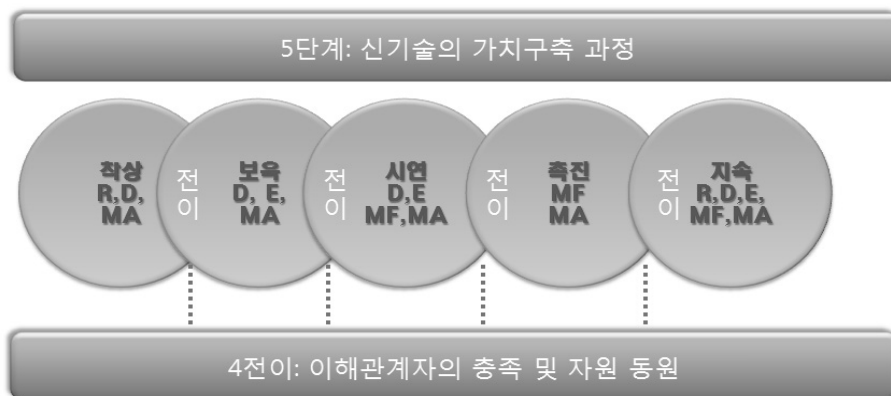 5단계: 신기술의 가치구축 과정
착상
R,D,
MA
전
이
보육
D, E,
MA
전
이
시연
D,E
MF,MA
전
이
촉진
MF
MA
전
이
지속
R,D,E,
MF,MA
4전이: 이해관계자의 충족 및 자원 동원